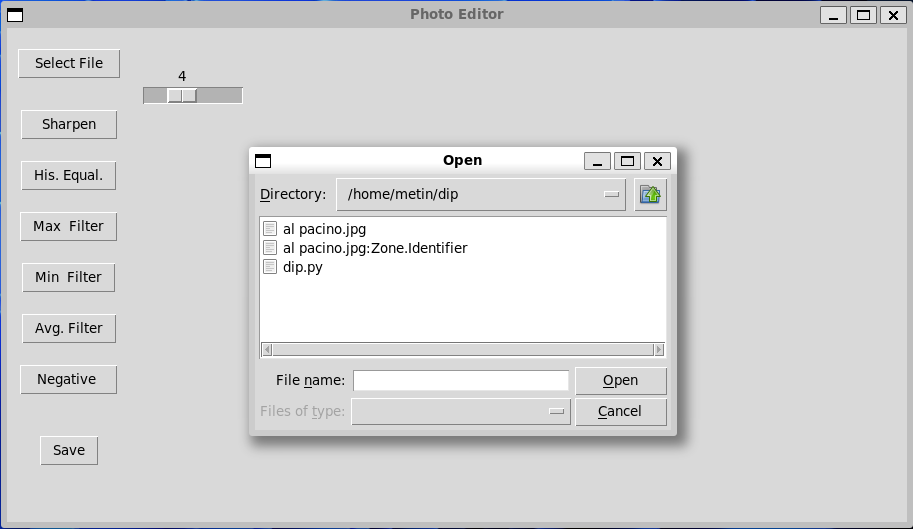 Photo Editor
Select File
4
Sharpen
His. Equal.
Max  Filter
Min  Filter
Avg. Filter
Negative
Save
Open
Directory: /home/metin/dip
al pacino.jpg
al pacino.jpg:Zone.Identifier
dip.py
File name: Open
Files of type: Cancel